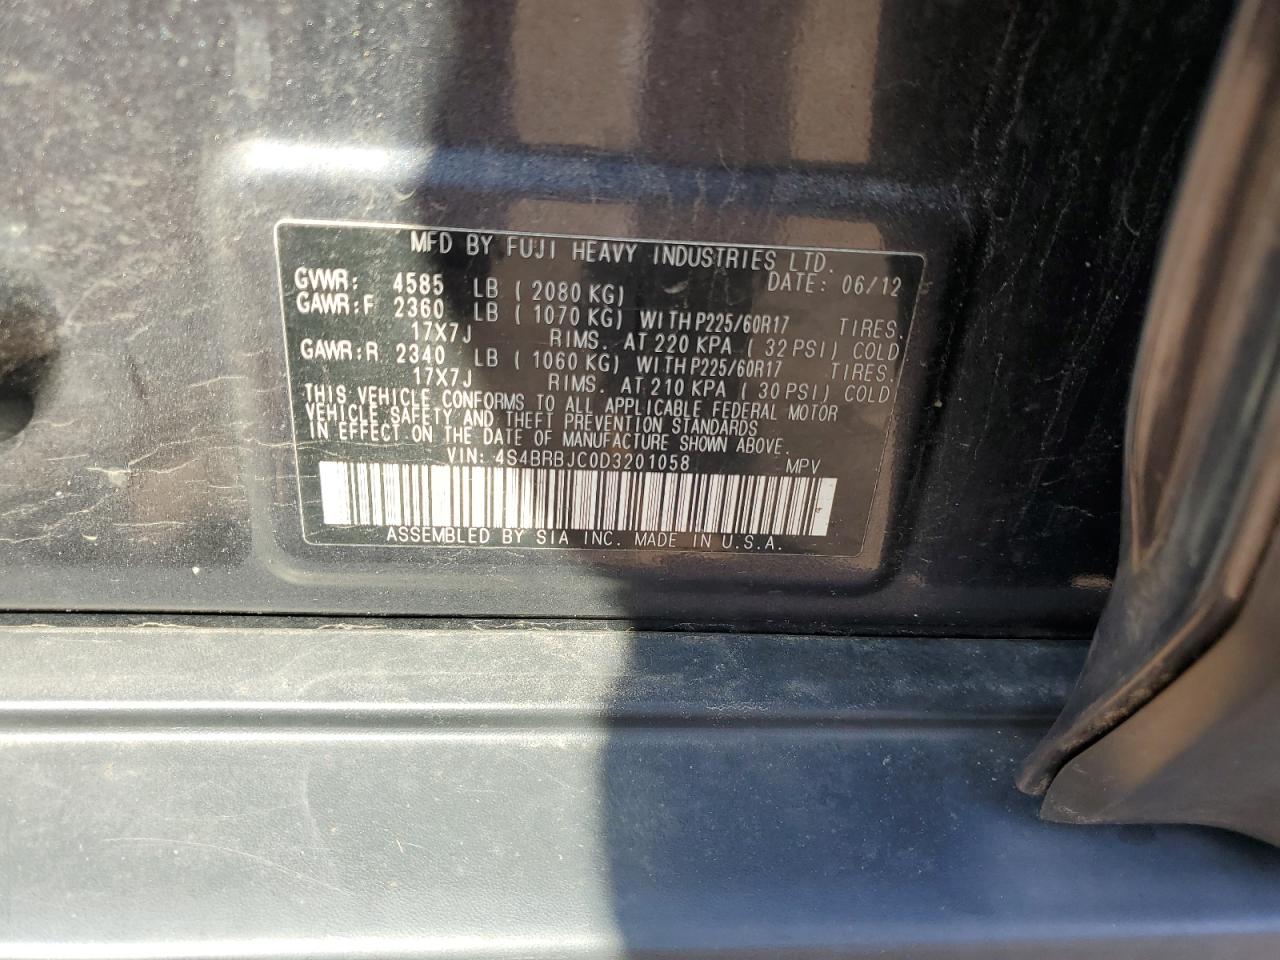 MFD BY FUJI HEAVY INDUSTRIES LTD.
GVWR: 4585 LB ( 2080 KG) DATE: 06/12
GAWR:F 2360 LB ( 1070 KG) WITH P225/60R17 TIRES.
17X7J RIMS. AT 220 KPA ( 32 PSI) COLD
GAWR:R 2340 LB ( 1060 KG) WITH P225/60R17 TIRES.
17X7J RIMS. AT 210 KPA ( 30 PSI) COLD
THIS VEHICLE CONFORMS TO ALL APPLICABLE FEDERAL MOTOR
VEHICLE SAFETY AND THEFT PREVENTION STANDARDS
IN EFFECT ON THE DATE OF MANUFACTURE SHOWN ABOVE.
VIN: 4S4BRBJC0D3201058 MPV
ASSEMBLED BY SIA INC. MADE IN U.S.A.